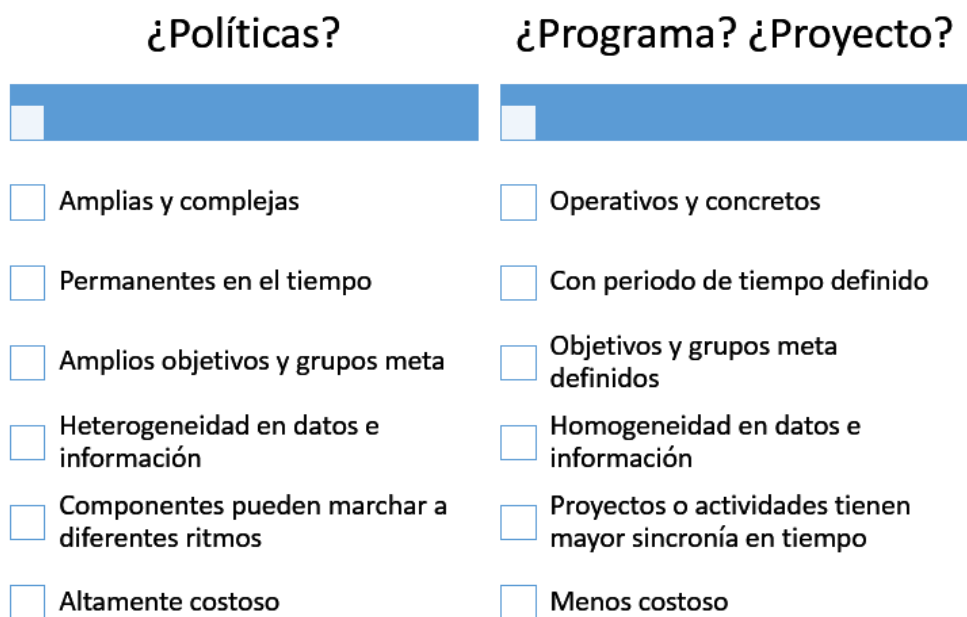 ¿Políticas?
Amplias y complejas
Permanentes en el tiempo
Amplios objetivos y grupos meta
Heterogeneidad en datos e
información
Componentes pueden marchar a
diferentes ritmos
Altamente costoso
¿Programa? ¿Proyecto?
Operativos y concretos
Con periodo de tiempo definido
Objetivos y grupos meta
definidos
Homogeneidad en datos e
información
Proyectos o actividades tienen
mayor sincronía en tiempo
Menos costoso